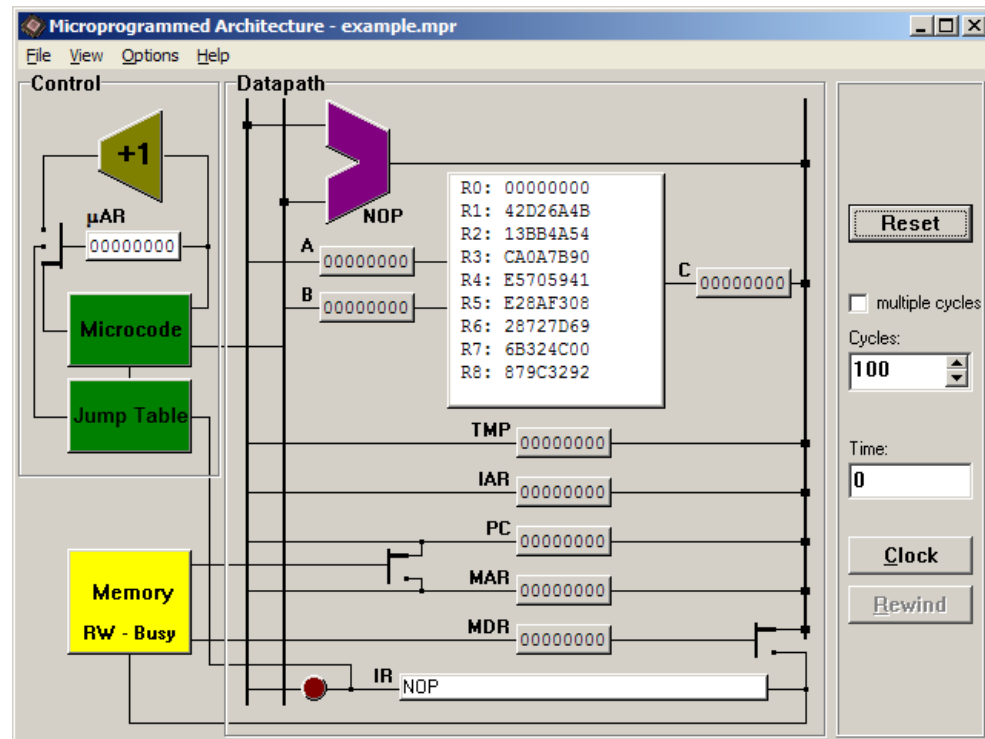 Microprogrammed Architecture - example.mpr
File View Options Help
Control
+1
µAR
00000000
Microcode
Jump Table
Memory
RW - Busy
Datapath
NOP
A 00000000
B 00000000
R0: 00000000
R1: 42D26A4B
R2: 13BB4A54
R3: CA0A7B90
R4: E5705941
R5: E28AF308
R6: 28727D69
R7: 6B324C00
R8: 879C3292
C 00000000
TMP 00000000
IAR 00000000
PC 00000000
MAR 00000000
MDR 00000000
IR NOP
Reset
multiple cycles
Cycles:
100
Time:
0
Clock
Rewind